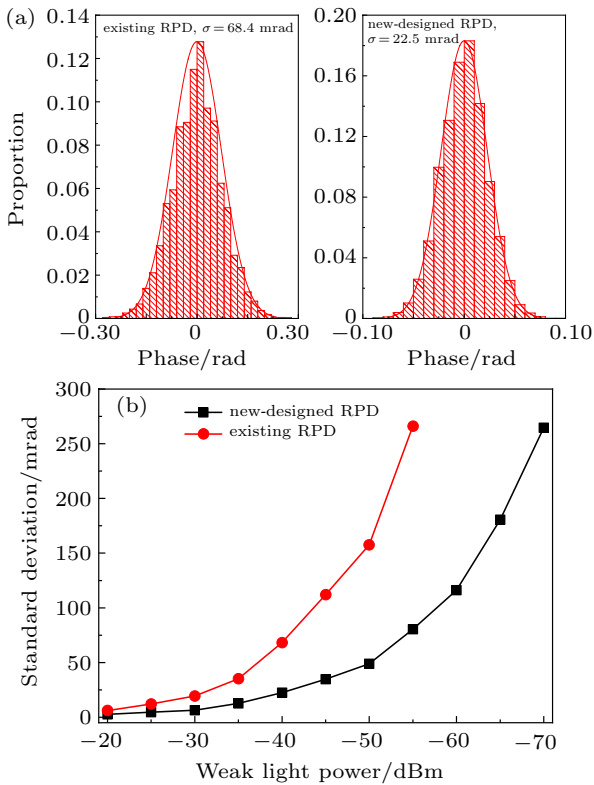 (a)
existing RPD, σ=68.4 mrad
0.14
0.12
0.10
0.08
0.06
0.04
0.02
0
Proportion
−0.30
0
0.30
Phase/rad
new-designed RPD,
σ=22.5 mrad
0.20
0.16
0.12
0.08
0.04
0
−0.10
0
0.10
Phase/rad
(b)
new-designed RPD
existing RPD
300
250
200
150
100
50
0
Standard deviation/mrad
−20
−30
−40
−50
−60
−70
Weak light power/dBm